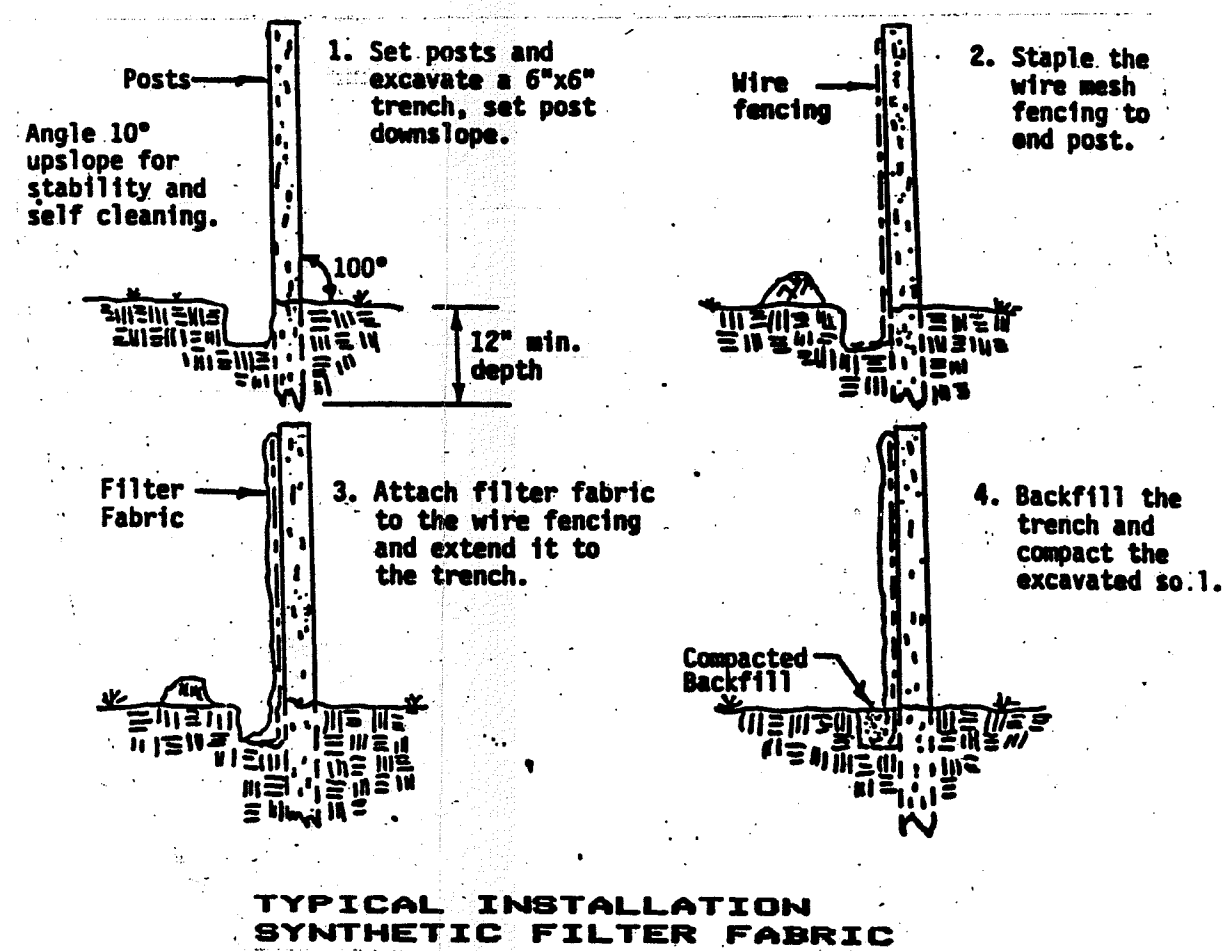 Posts
1. Set posts and
excavate a 6"x6"
trench, set post
downslope.
Angle 10°
upslope for
stability and
self cleaning.
100°
12" min.
depth
Wire
fencing
2. Staple the
wire mesh
fencing to
end post.
Filter
Fabric
3. Attach filter fabric
to the wire fencing
and extend it to
the trench.
4. Backfill the
trench and
compact the
excavated so.l.
Compacted
Backfill
TYPICAL INSTALLATION
SYNTHETIC FILTER FABRIC